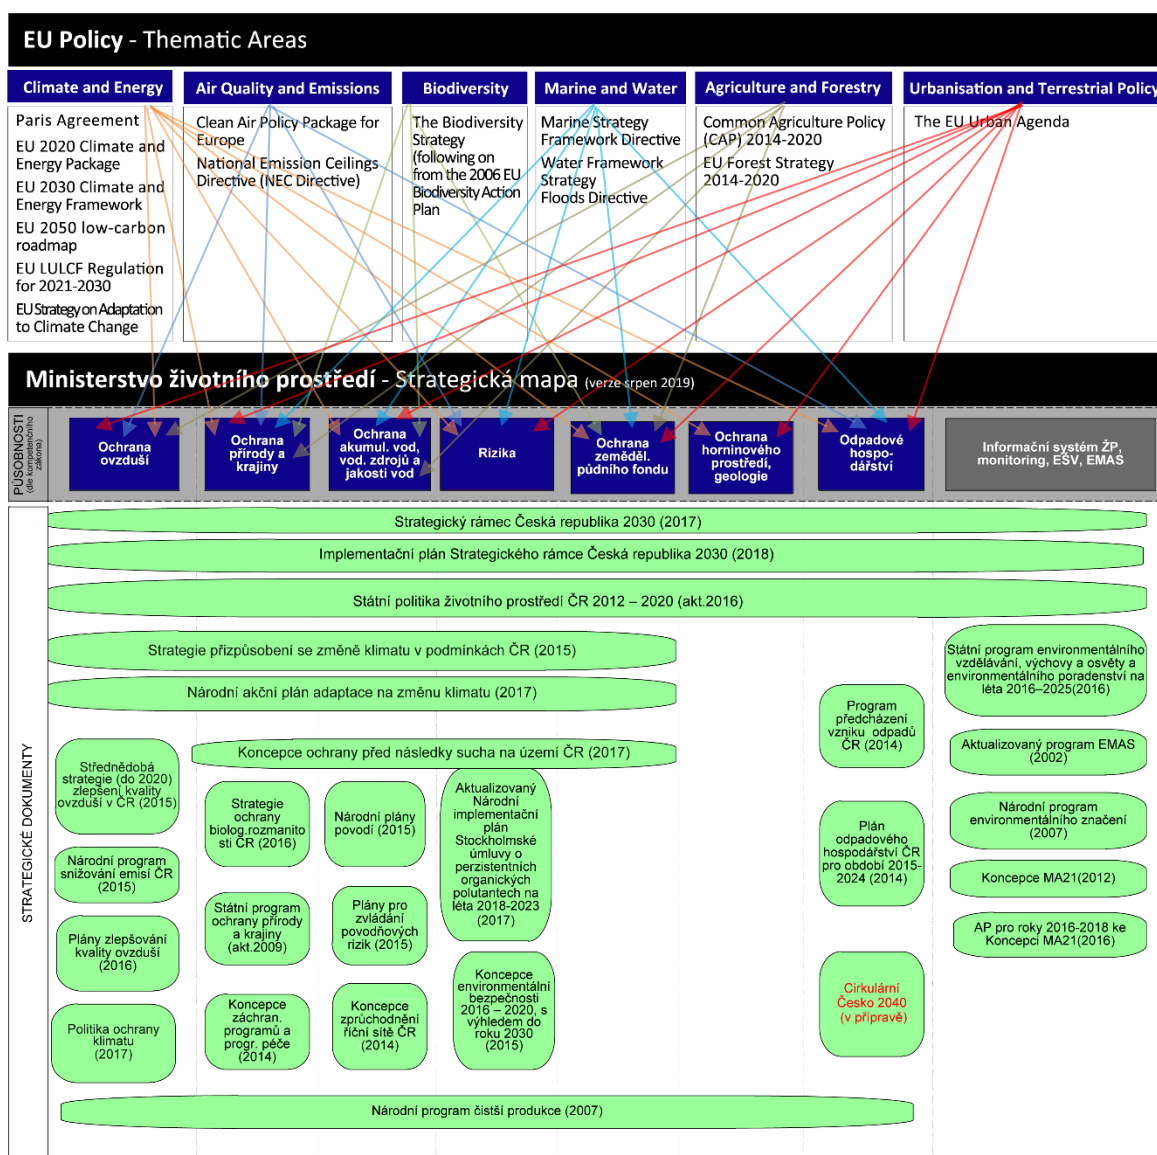 EU Policy - Thematic Areas
Climate and Energy
Paris Agreement
EU 2020 Climate and
Energy Package
EU 2030 Climate and
Energy Framework
EU 2050 low-carbon
roadmap
EU LULCF Regulation
for 2021-2030
EU Strategy on Adaptation
to Climate Change
Air Quality and Emissions
Clean Air Policy Package for
Europe
National Emission Ceilings
Directive (NEC Directive)
Biodiversity
The Biodiversity
Strategy
(following on
from the 2006 EU
Biodiversity Action
Plan
Marine and Water
Marine Strategy
Framework Directive
Water Framework
Strategy
Floods Directive
Agriculture and Forestry
Common Agriculture Policy
(CAP) 2014-2020
EU Forest Strategy
2014-2020
Urbanisation and Terrestrial Policy
The EU Urban Agenda
Ministerstvo životního prostředí - Strategická mapa (verze srpen 2019)
PŮSOBNOSTI
(dle kompetenčního
zákona)
Ochrana
ovzduší
Ochrana
přírody a
krajiny
Ochrana
akumul. vod,
vod. zdrojů a
jakosti vod
Rizika
Ochrana
zeměděl.
půdního fondu
Ochrana
horninového
prostředí,
geologie
Odpadové
hospo-
dářství
Informační systém ŽP,
monitoring, ESV, EMAS
STRATEGICKÉ DOKUMENTY
Strategický rámec Česká republika 2030 (2017)
Implementační plán Strategického rámce Česká republika 2030 (2018)
Státní politika životního prostředí ČR 2012 – 2020 (akt.2016)
Strategie přizpůsobení se změně klimatu v podmínkách ČR (2015)
Národní akční plán adaptace na změnu klimatu (2017)
Koncepce ochrany před následky sucha na území ČR (2017)
Střednědobá
strategie (do 2020)
zlepšení kvality
ovzduší v ČR (2015)
Národní program
snižování emisí ČR
(2015)
Plány zlepšování
kvality ovzduší
(2016)
Politika ochrany
klimatu
(2017)
Strategie
ochrany
biolog.rozmanito
sti ČR (2016)
Státní program
ochrany přírody
a krajiny
(akt.2009)
Koncepce
záchran.
programů a
progr. péče
(2014)
Národní plány
povodí (2015)
Plány pro
zvládání
povodňových
rizik (2015)
Koncepce
zprůchodnění
říční sítě ČR
(2014)
Aktualizovaný
Národní
implementační
plán
Stockholmské
úmluvy o
perzistentních
organických
polutantech na
léta 2018-2023
(2017)
Koncepce
environmentální
bezpečnosti
2016 – 2020, s
výhledem do
roku 2030
(2015)
Program
předcházení
vzniku odpadů
ČR (2014)
Plán
odpadového
hospodářství ČR
pro období 2015-
2024 (2014)
Cirkulární
Česko 2040
(v přípravě)
Státní program environmentálního
vzdělávání, výchovy a osvěty a
environmentálního poradenství na
léta 2016–2025(2016)
Aktualizovaný program EMAS
(2002)
Národní program
environmentálního značení
(2007)
Koncepce MA21(2012)
AP pro roky 2016-2018 ke
Koncepci MA21(2016)
Národní program čistší produkce (2007)